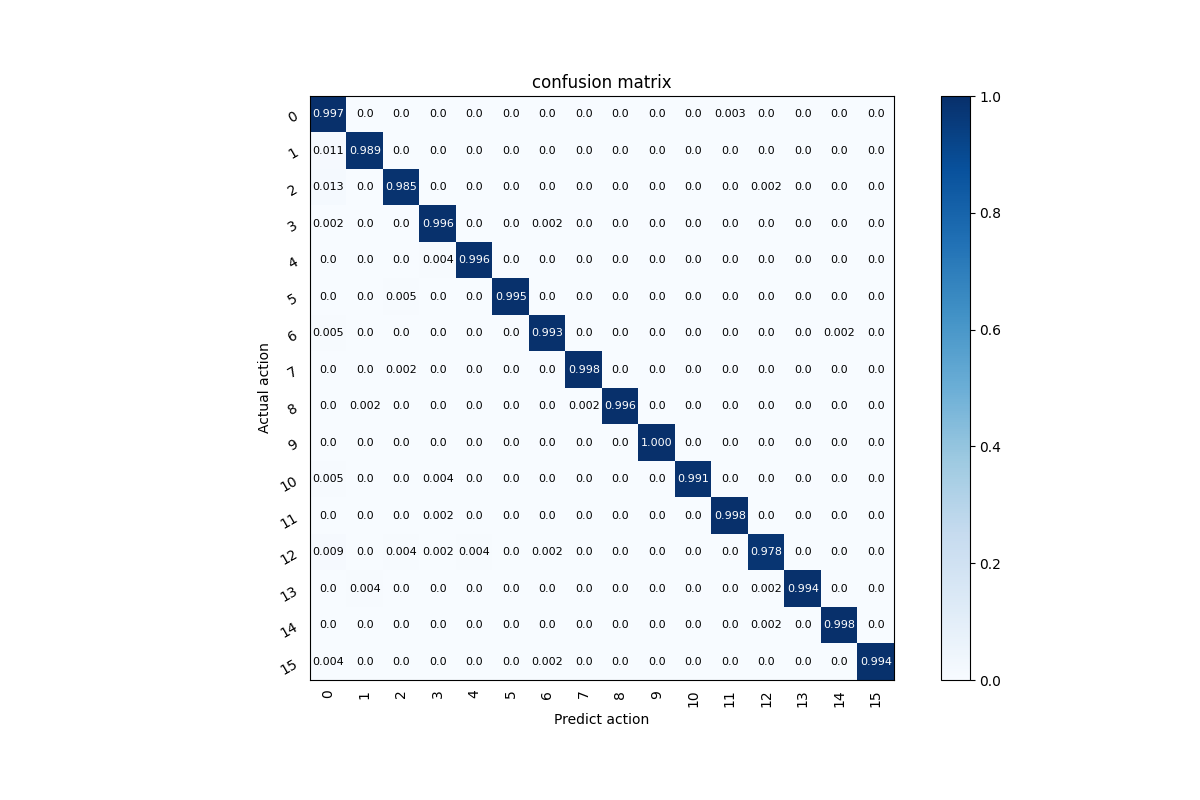 confusion matrix
0 0.997 0.0 0.0 0.0 0.0 0.0 0.0 0.0 0.0 0.0 0.0 0.003 0.0 0.0 0.0 0.0 1.0
1 0.011 0.989 0.0 0.0 0.0 0.0 0.0 0.0 0.0 0.0 0.0 0.0 0.0 0.0 0.0 0.0
2 0.013 0.0 0.985 0.0 0.0 0.0 0.0 0.0 0.0 0.0 0.0 0.0 0.002 0.0 0.0 0.0 0.8
3 0.002 0.0 0.0 0.996 0.0 0.0 0.002 0.0 0.0 0.0 0.0 0.0 0.0 0.0 0.0 0.0
4 0.0 0.0 0.0 0.004 0.996 0.0 0.0 0.0 0.0 0.0 0.0 0.0 0.0 0.0 0.0 0.0
5 0.0 0.0 0.005 0.0 0.0 0.995 0.0 0.0 0.0 0.0 0.0 0.0 0.0 0.0 0.0 0.0
6 0.005 0.0 0.0 0.0 0.0 0.0 0.993 0.0 0.0 0.0 0.0 0.0 0.0 0.0 0.002 0.0 0.6
7 0.0 0.0 0.002 0.0 0.0 0.0 0.0 0.998 0.0 0.0 0.0 0.0 0.0 0.0 0.0 0.0
Actual action
8 0.0 0.002 0.0 0.0 0.0 0.0 0.0 0.002 0.996 0.0 0.0 0.0 0.0 0.0 0.0 0.0
9 0.0 0.0 0.0 0.0 0.0 0.0 0.0 0.0 0.0 1.000 0.0 0.0 0.0 0.0 0.0 0.0 0.4
10 0.005 0.0 0.0 0.004 0.0 0.0 0.0 0.0 0.0 0.0 0.991 0.0 0.0 0.0 0.0 0.0
11 0.0 0.0 0.0 0.002 0.0 0.0 0.0 0.0 0.0 0.0 0.0 0.998 0.0 0.0 0.0 0.0
12 0.009 0.0 0.004 0.002 0.004 0.0 0.002 0.0 0.0 0.0 0.0 0.0 0.978 0.0 0.0 0.0 0.2
13 0.0 0.004 0.0 0.0 0.0 0.0 0.0 0.0 0.0 0.0 0.0 0.0 0.002 0.994 0.0 0.0
14 0.0 0.0 0.0 0.0 0.0 0.0 0.0 0.0 0.0 0.0 0.0 0.0 0.002 0.0 0.998 0.0
15 0.004 0.0 0.0 0.0 0.0 0.0 0.002 0.0 0.0 0.0 0.0 0.0 0.0 0.0 0.0 0.994 0.0
0 1 2 3 4 5 6 7 8 9 10 11 12 13 14 15
Predict action